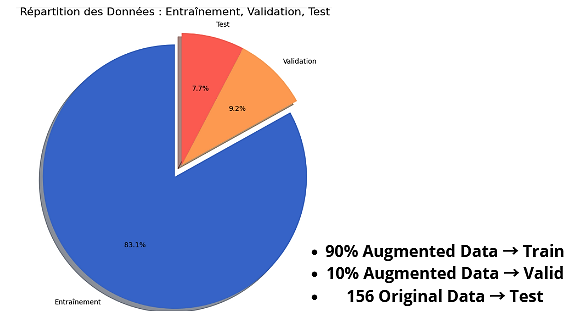 Répartition des Données : Entraînement, Validation, Test
Test
Validation
7.7%
9.2%
83.1%
Entraînement
• 90% Augmented Data → Train
• 10% Augmented Data → Valid
• 156 Original Data → Test